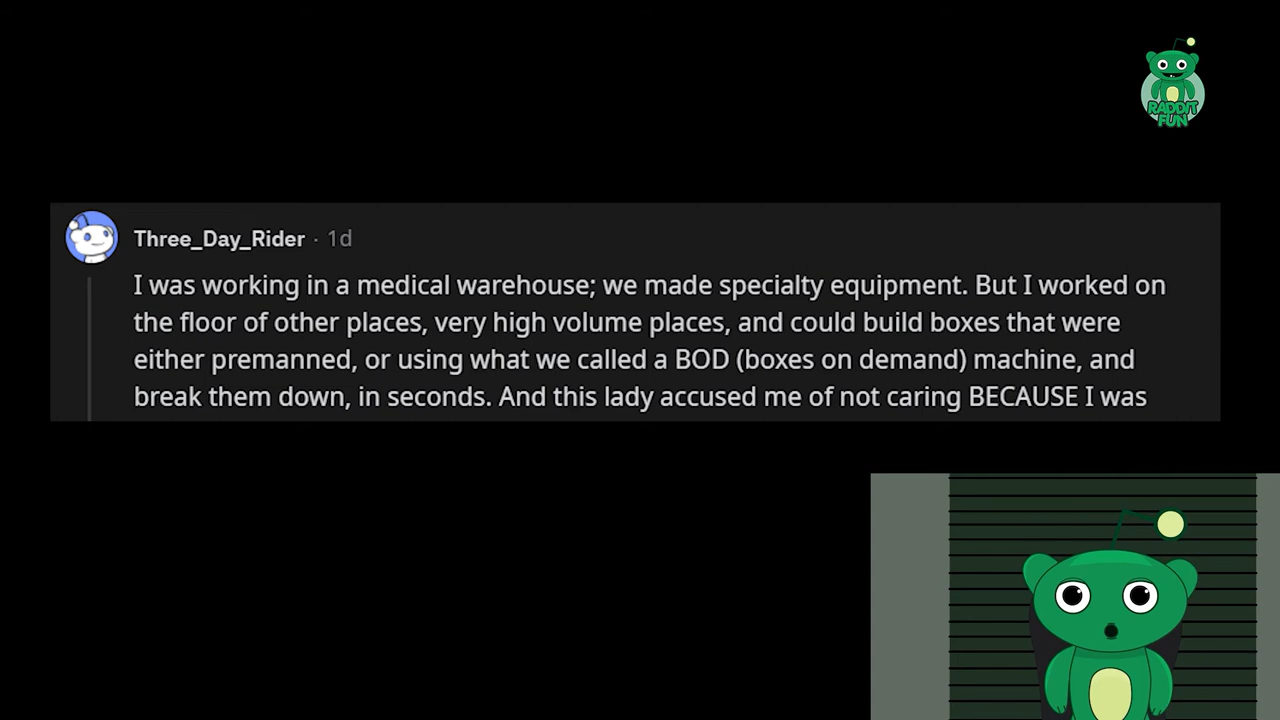 RADDIT
FUN
Three_Day_Rider · 1d
I was working in a medical warehouse; we made specialty equipment. But I worked on
the floor of other places, very high volume places, and could build boxes that were
either premanned, or using what we called a BOD (boxes on demand) machine, and
break them down, in seconds. And this lady accused me of not caring BECAUSE I was